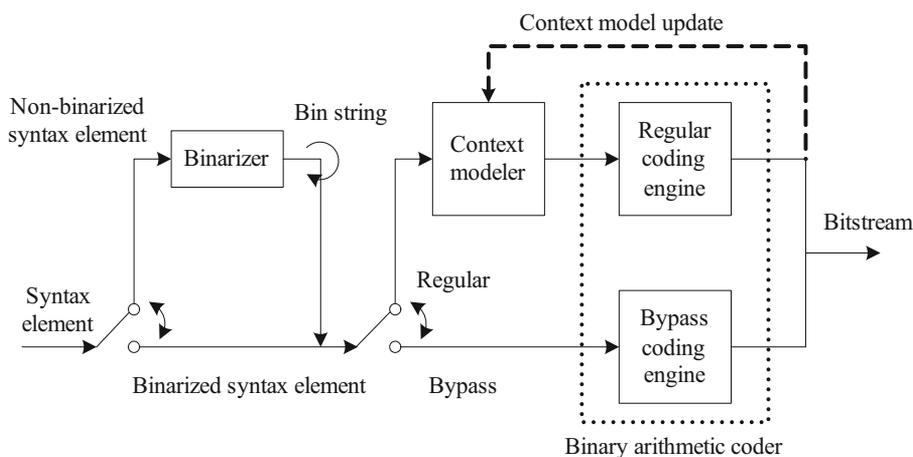 Context model update
Non-binarized
syntax element
Bin string
Binarizer
Context
modeler
Regular
coding
engine
Bitstream
Syntax
element
Regular
Bypass
coding
engine
Binarized syntax element
Bypass
Binary arithmetic coder